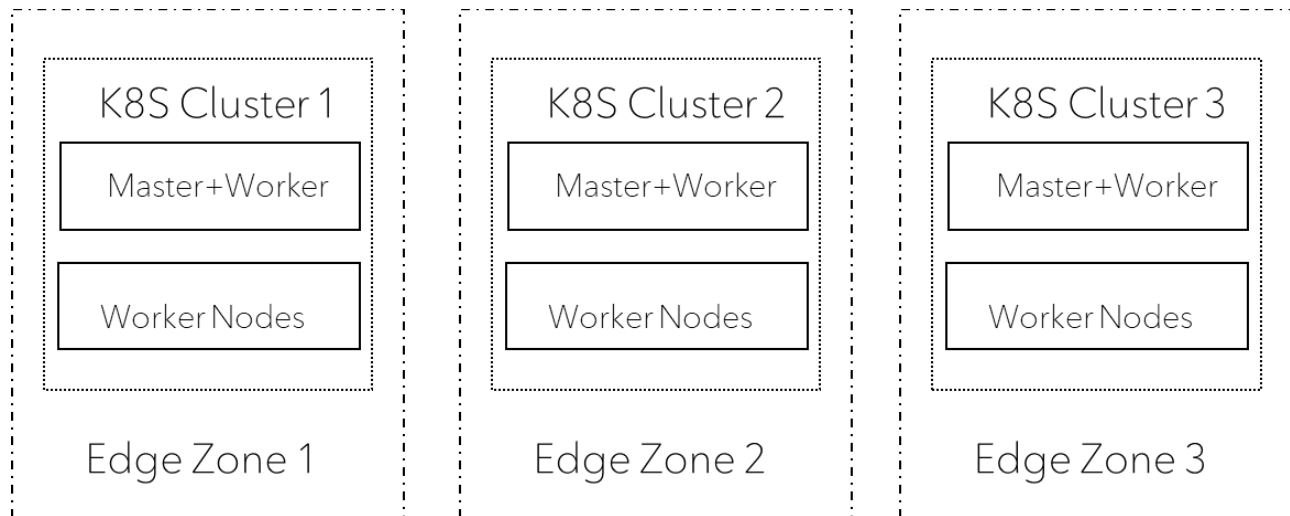 K8S Cluster 1
Master+Worker
Worker Nodes
Edge Zone 1
K8S Cluster 2
Master+Worker
Worker Nodes
Edge Zone 2
K8S Cluster 3
Master+Worker
Worker Nodes
Edge Zone 3